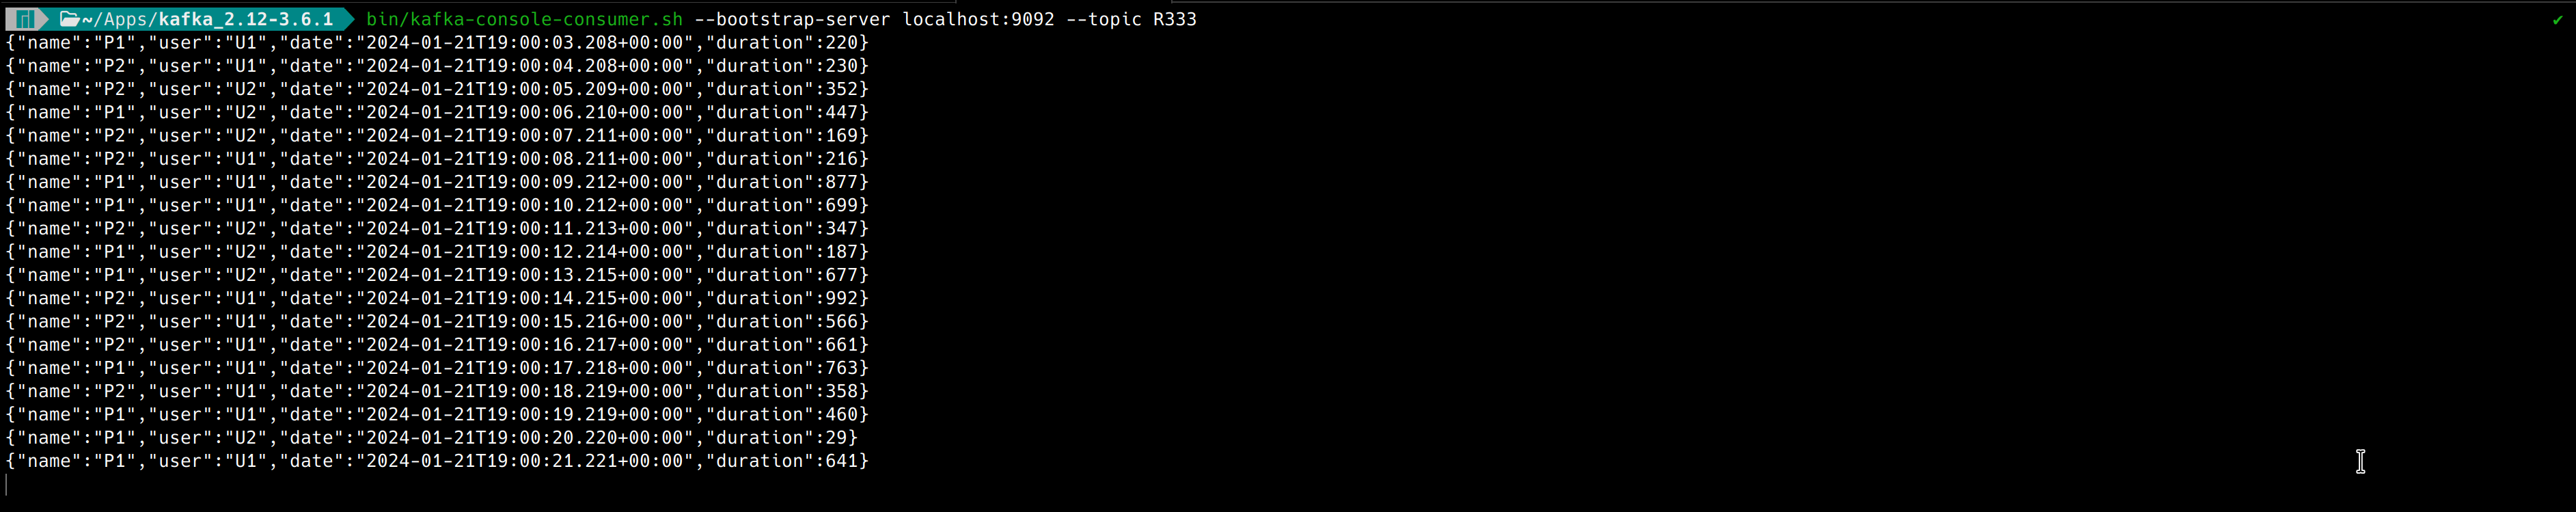 ~/Apps/kafka_2.12-3.6.1 bin/kafka-console-consumer.sh --bootstrap-server localhost:9092 --topic R333 ✔
{"name":"P1","user":"U1","date":"2024-01-21T19:00:03.208+00:00","duration":220}
{"name":"P2","user":"U1","date":"2024-01-21T19:00:04.208+00:00","duration":230}
{"name":"P2","user":"U2","date":"2024-01-21T19:00:05.209+00:00","duration":352}
{"name":"P1","user":"U2","date":"2024-01-21T19:00:06.210+00:00","duration":447}
{"name":"P2","user":"U2","date":"2024-01-21T19:00:07.211+00:00","duration":169}
{"name":"P2","user":"U1","date":"2024-01-21T19:00:08.211+00:00","duration":216}
{"name":"P1","user":"U1","date":"2024-01-21T19:00:09.212+00:00","duration":877}
{"name":"P1","user":"U1","date":"2024-01-21T19:00:10.212+00:00","duration":699}
{"name":"P2","user":"U2","date":"2024-01-21T19:00:11.213+00:00","duration":347}
{"name":"P1","user":"U2","date":"2024-01-21T19:00:12.214+00:00","duration":187}
{"name":"P1","user":"U2","date":"2024-01-21T19:00:13.215+00:00","duration":677}
{"name":"P2","user":"U1","date":"2024-01-21T19:00:14.215+00:00","duration":992}
{"name":"P2","user":"U1","date":"2024-01-21T19:00:15.216+00:00","duration":566}
{"name":"P2","user":"U1","date":"2024-01-21T19:00:16.217+00:00","duration":661}
{"name":"P1","user":"U1","date":"2024-01-21T19:00:17.218+00:00","duration":763}
{"name":"P2","user":"U1","date":"2024-01-21T19:00:18.219+00:00","duration":358}
{"name":"P1","user":"U1","date":"2024-01-21T19:00:19.219+00:00","duration":460}
{"name":"P1","user":"U2","date":"2024-01-21T19:00:20.220+00:00","duration":29}
{"name":"P1","user":"U1","date":"2024-01-21T19:00:21.221+00:00","duration":641}